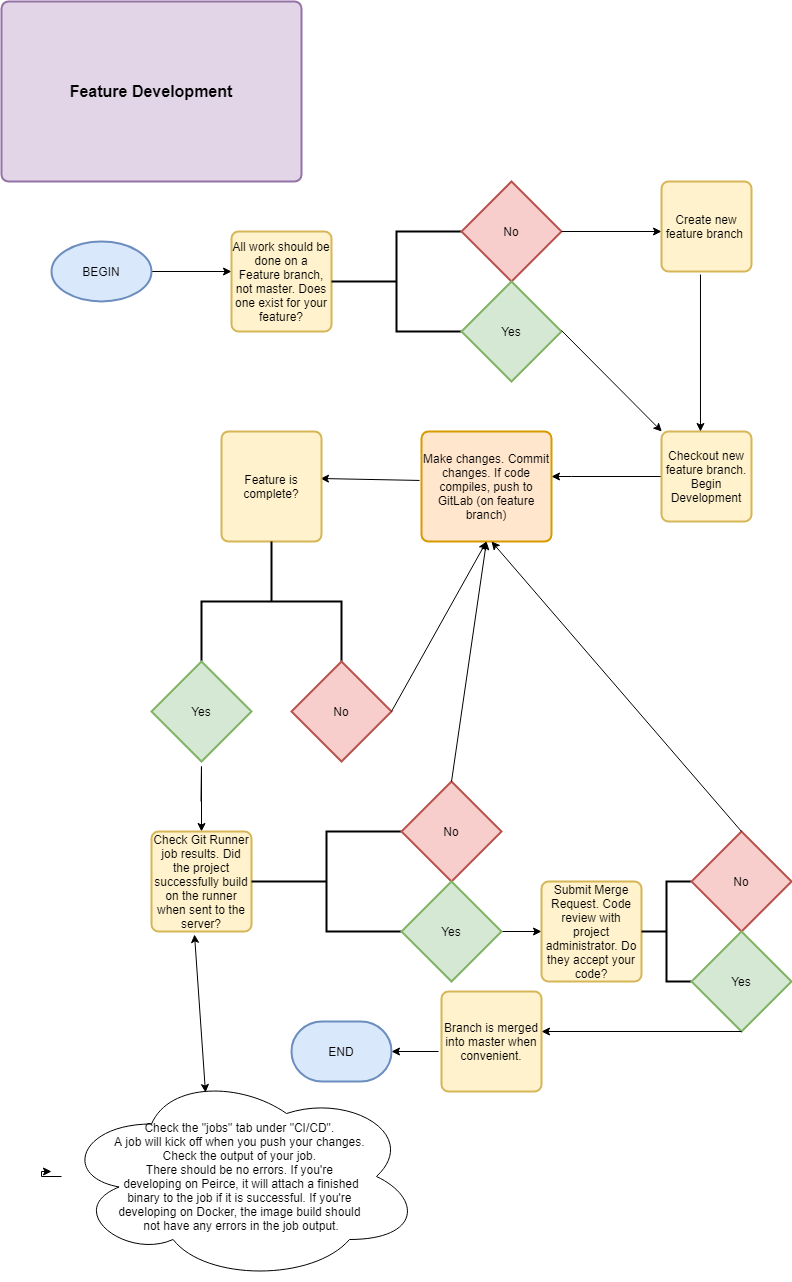 Feature Development
BEGIN
All work should be
done on a
Feature branch,
not master. Does
one exist for your
feature?
No
Yes
Create new
feature branch
Checkout new
feature branch.
Begin
Development
Make changes. Commit
changes. If code
compiles, push to
GitLab (on feature
branch)
Feature is
complete?
Yes
No
Check Git Runner
job results. Did
the project
successfully build
on the runner
when sent to the
server?
No
Yes
Submit Merge
Request. Code
review with
project
administrator. Do
they accept your
code?
No
Yes
Branch is merged
into master when
convenient.
END
Check the "jobs" tab under "CI/CD".
A job will kick off when you push your changes.
Check the output of your job.
There should be no errors. If you're
developing on Peirce, it will attach a finished
binary to the job if it is successful. If you're
developing on Docker, the image build should
not have any errors in the job output.